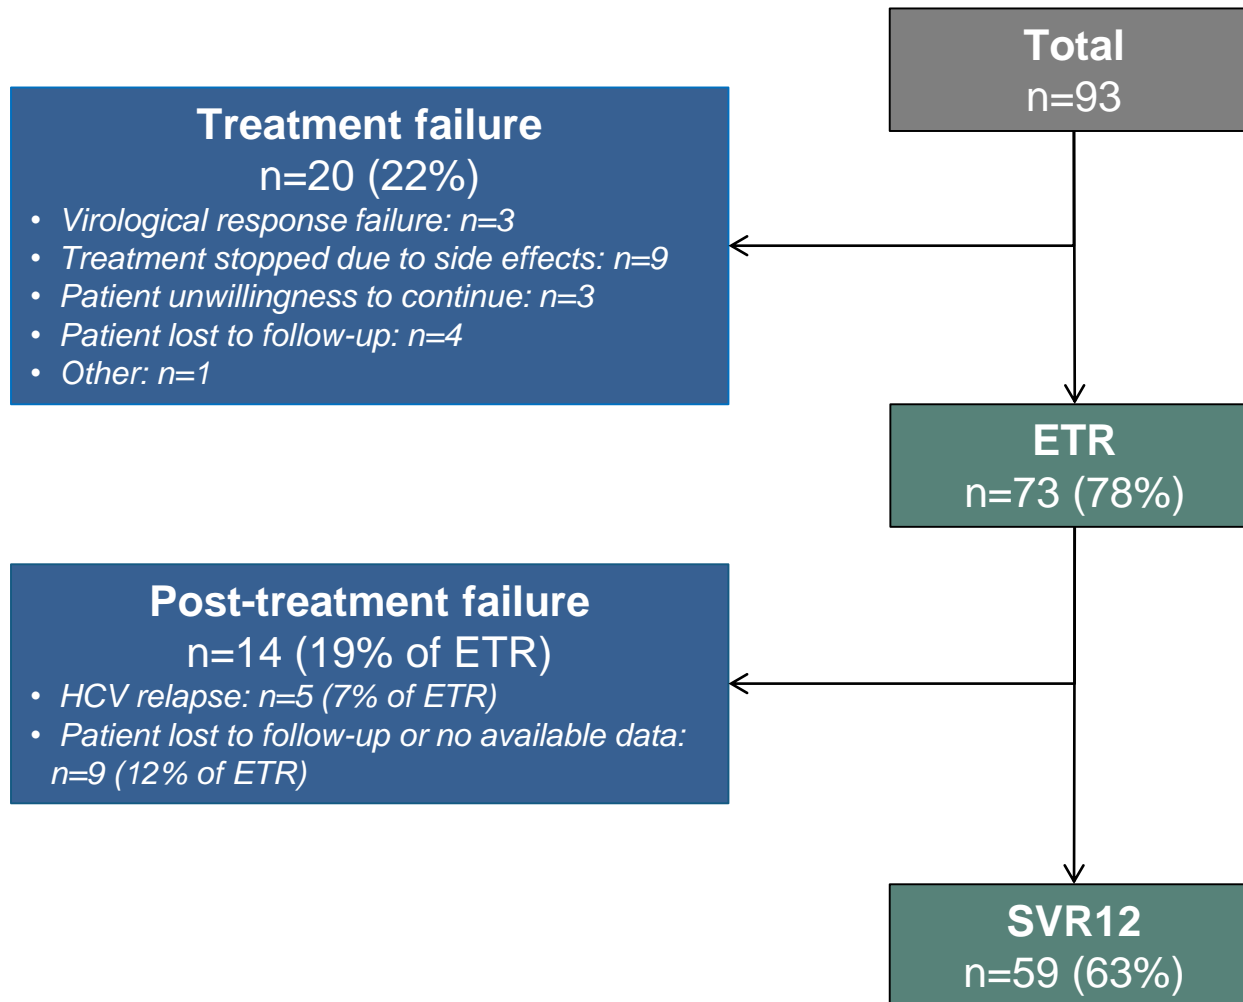 Total
n=93
Treatment failure
n=20 (22%)
• Virological response failure: n=3
• Treatment stopped due to side effects: n=9
• Patient unwillingness to continue: n=3
• Patient lost to follow-up: n=4
• Other: n=1
ETR
n=73 (78%)
Post-treatment failure
n=14 (19% of ETR)
• HCV relapse: n=5 (7% of ETR)
• Patient lost to follow-up or no available data:
n=9 (12% of ETR)
SVR12
n=59 (63%)